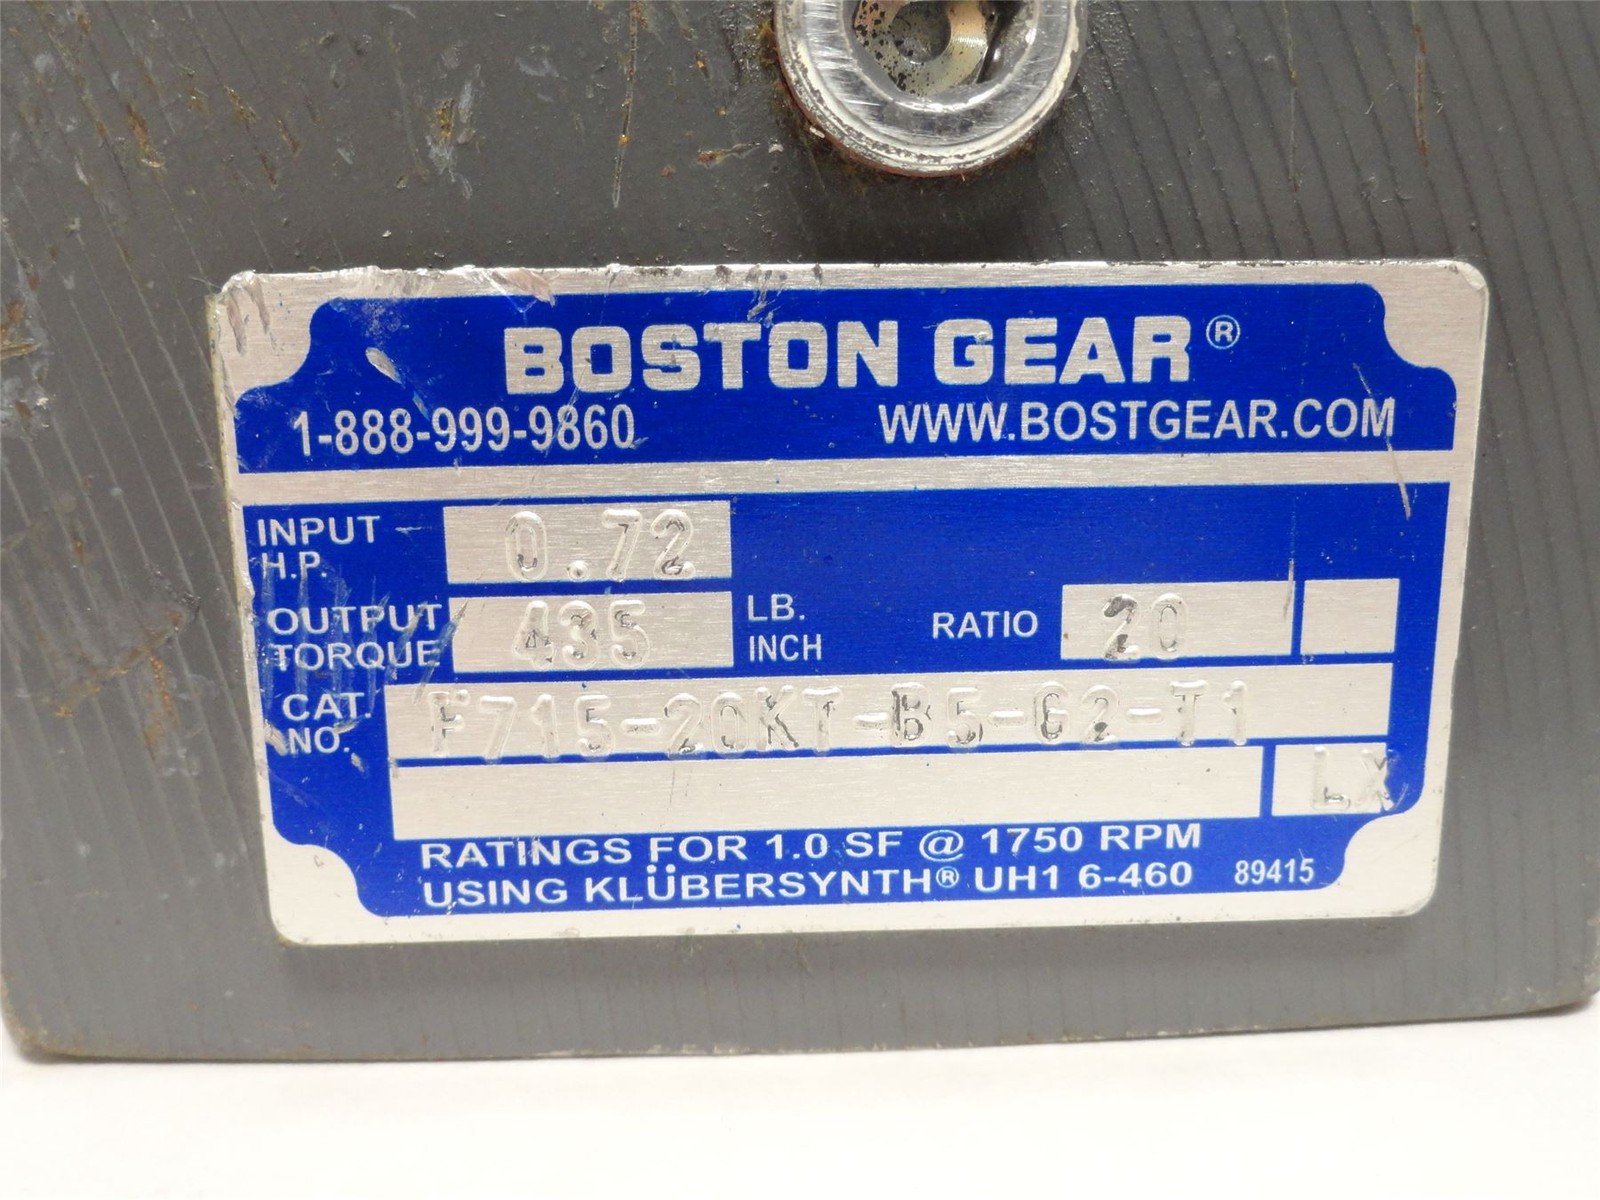 BOSTON GEAR®
1-888-999-9860 WWW.BOSTGEAR.COM
INPUT H.P. 0.72
OUTPUT TORQUE 435 LB. INCH RATIO 20
CAT. NO. F715-20KT-B5-G2-T1
LX
RATINGS FOR 1.0 SF @ 1750 RPM
USING KLÜBERSYNTH® UH1 6-460 89415